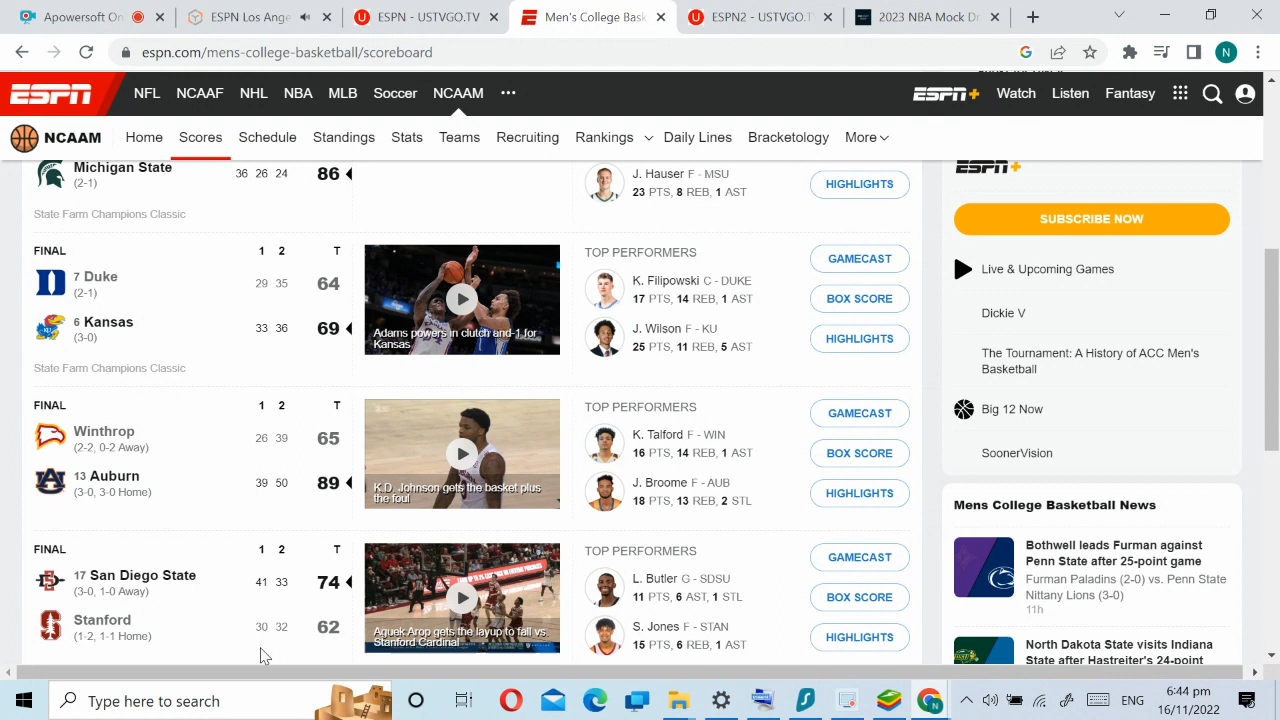 Opened po
ESPN Los Ange
ESPN - USTVGO.TV
Men's College Bask
ESPN2 - USTVGO.T
2023 NBA Mock Dr
espn.com/mens-college-basketball/scoreboard
N
ESPN NFL NCAAF NHL NBA MLB Soccer NCAAM ••• ESPN+ Watch Listen Fantasy
NCAAM Home Scores Schedule Standings Stats Teams Recruiting Rankings Daily Lines Bracketology More
Michigan State
(2-1)
36 86
J. Hauser F - MSU
23 PTS, 8 REB, 1 AST
HIGHLIGHTS
State Farm Champions Classic
FINAL 1 2 T
7 Duke 29 35 64
(2-1)
6 Kansas 33 36 69
(3-0)
Adams powers in clutch and-1 for
Kansas
TOP PERFORMERS
K. Filipowski C - DUKE
17 PTS, 14 REB, 1 AST
J. Wilson F - KU
25 PTS, 11 REB, 5 AST
GAMECAST
BOX SCORE
HIGHLIGHTS
State Farm Champions Classic
FINAL 1 2 T
Winthrop 26 39 65
(2-2, 0-2 Away)
13 Auburn 39 50 89
(3-0, 3-0 Home)
K.D. Johnson gets the basket plus
the foul
TOP PERFORMERS
K. Talford F - WIN
16 PTS, 14 REB, 1 AST
J. Broome F - AUB
18 PTS, 13 REB, 2 STL
GAMECAST
BOX SCORE
HIGHLIGHTS
FINAL 1 2 T
17 San Diego State 41 33 74
(3-0, 1-0 Away)
Stanford 30 32 62
(1-2, 1-1 Home)
Aguek Arop gets the layup to fall vs.
Stanford Cardinal
TOP PERFORMERS
L. Butler G - SDSU
11 PTS, 6 AST, 1 STL
S. Jones F - STAN
15 PTS, 6 REB, 1 AST
GAMECAST
BOX SCORE
HIGHLIGHTS
ESPN+
SUBSCRIBE NOW
Live & Upcoming Games
Dickie V
The Tournament: A History of ACC Men's
Basketball
Big 12 Now
SoonerVision
Mens College Basketball News
Bothwell leads Furman against
Penn State after 25-point game
Furman Paladins (2-0) vs. Penn State
Nittany Lions (3-0)
11h
North Dakota State visits Indiana
State after Hastreiter's 24-point
Type here to search
ENG
6:44 pm
16/11/2022